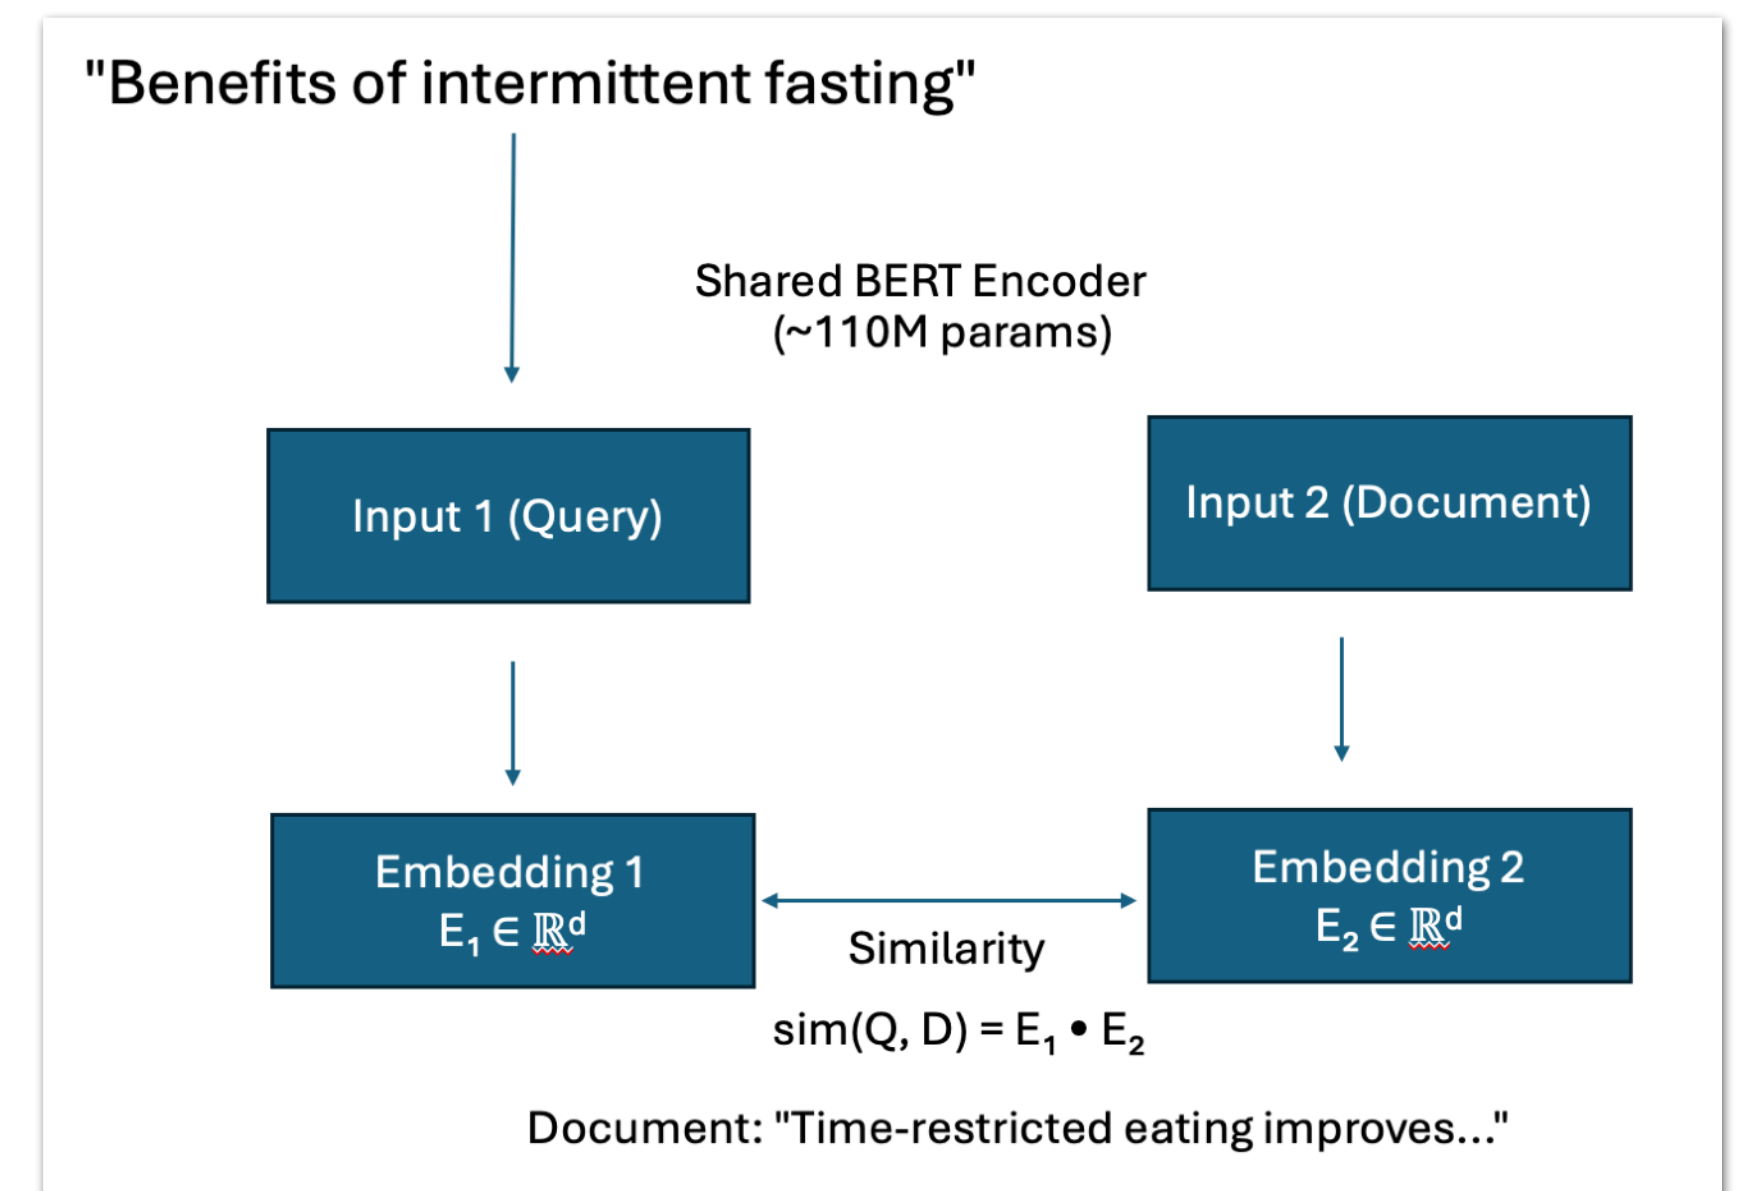 "Benefits of intermittent fasting"
Shared BERT Encoder
(~110M params)
Input 1 (Query)
Input 2 (Document)
Embedding 1
E₁ ∈ ℝᵈ
Embedding 2
E₂ ∈ ℝᵈ
Similarity
sim(Q, D) = E₁ • E₂
Document: "Time-restricted eating improves..."